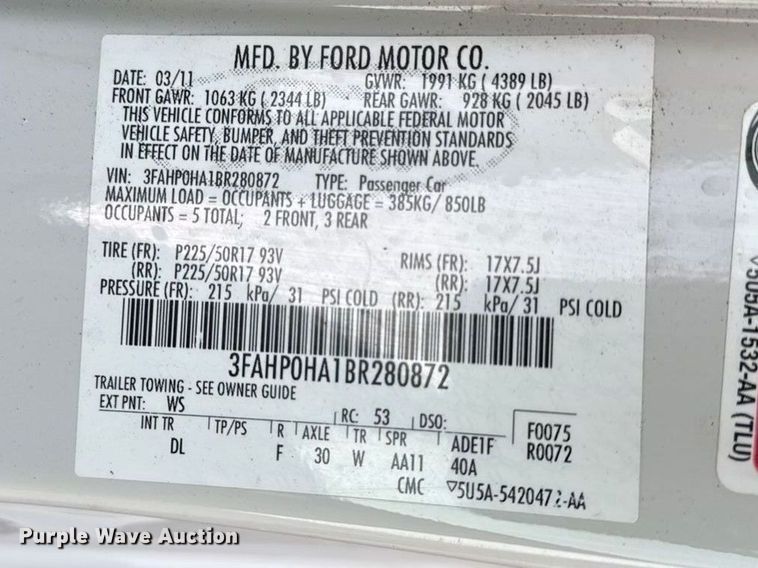 MFD. BY FORD MOTOR CO.
DATE: 03/11 GVWR: 1991 KG ( 4389 LB)
FRONT GAWR: 1063 KG ( 2344 LB) REAR GAWR: 928 KG ( 2045 LB)
THIS VEHICLE CONFORMS TO ALL APPLICABLE FEDERAL MOTOR
VEHICLE SAFETY, BUMPER, AND THEFT PREVENTION STANDARDS
IN EFFECT ON THE DATE OF MANUFACTURE SHOWN ABOVE.
VIN: 3FAHP0HA1BR280872 TYPE: Passenger Car
MAXIMUM LOAD = OCCUPANTS + LUGGAGE = 385KG/ 850LB
OCCUPANTS = 5 TOTAL; 2 FRONT, 3 REAR
TIRE (FR): P225/50R17 93V RIMS (FR): 17X7.5J
(RR): P225/50R17 93V (RR): 17X7.5J
PRESSURE (FR): 215 kPa/ 31 PSI COLD (RR): 215 kPa/ 31 PSI COLD
3FAHP0HA1BR280872
TRAILER TOWING - SEE OWNER GUIDE
EXT PNT: WS RC: 53 DSO: F0075
INT TR TP/PS R AXLE TR SPR ADE1F R0072
DL F 30 W AA11 40A
CMC ▽5U5A-5420472-AA
▽5U5A-1532-AA (TLU)
Purple Wave Auction